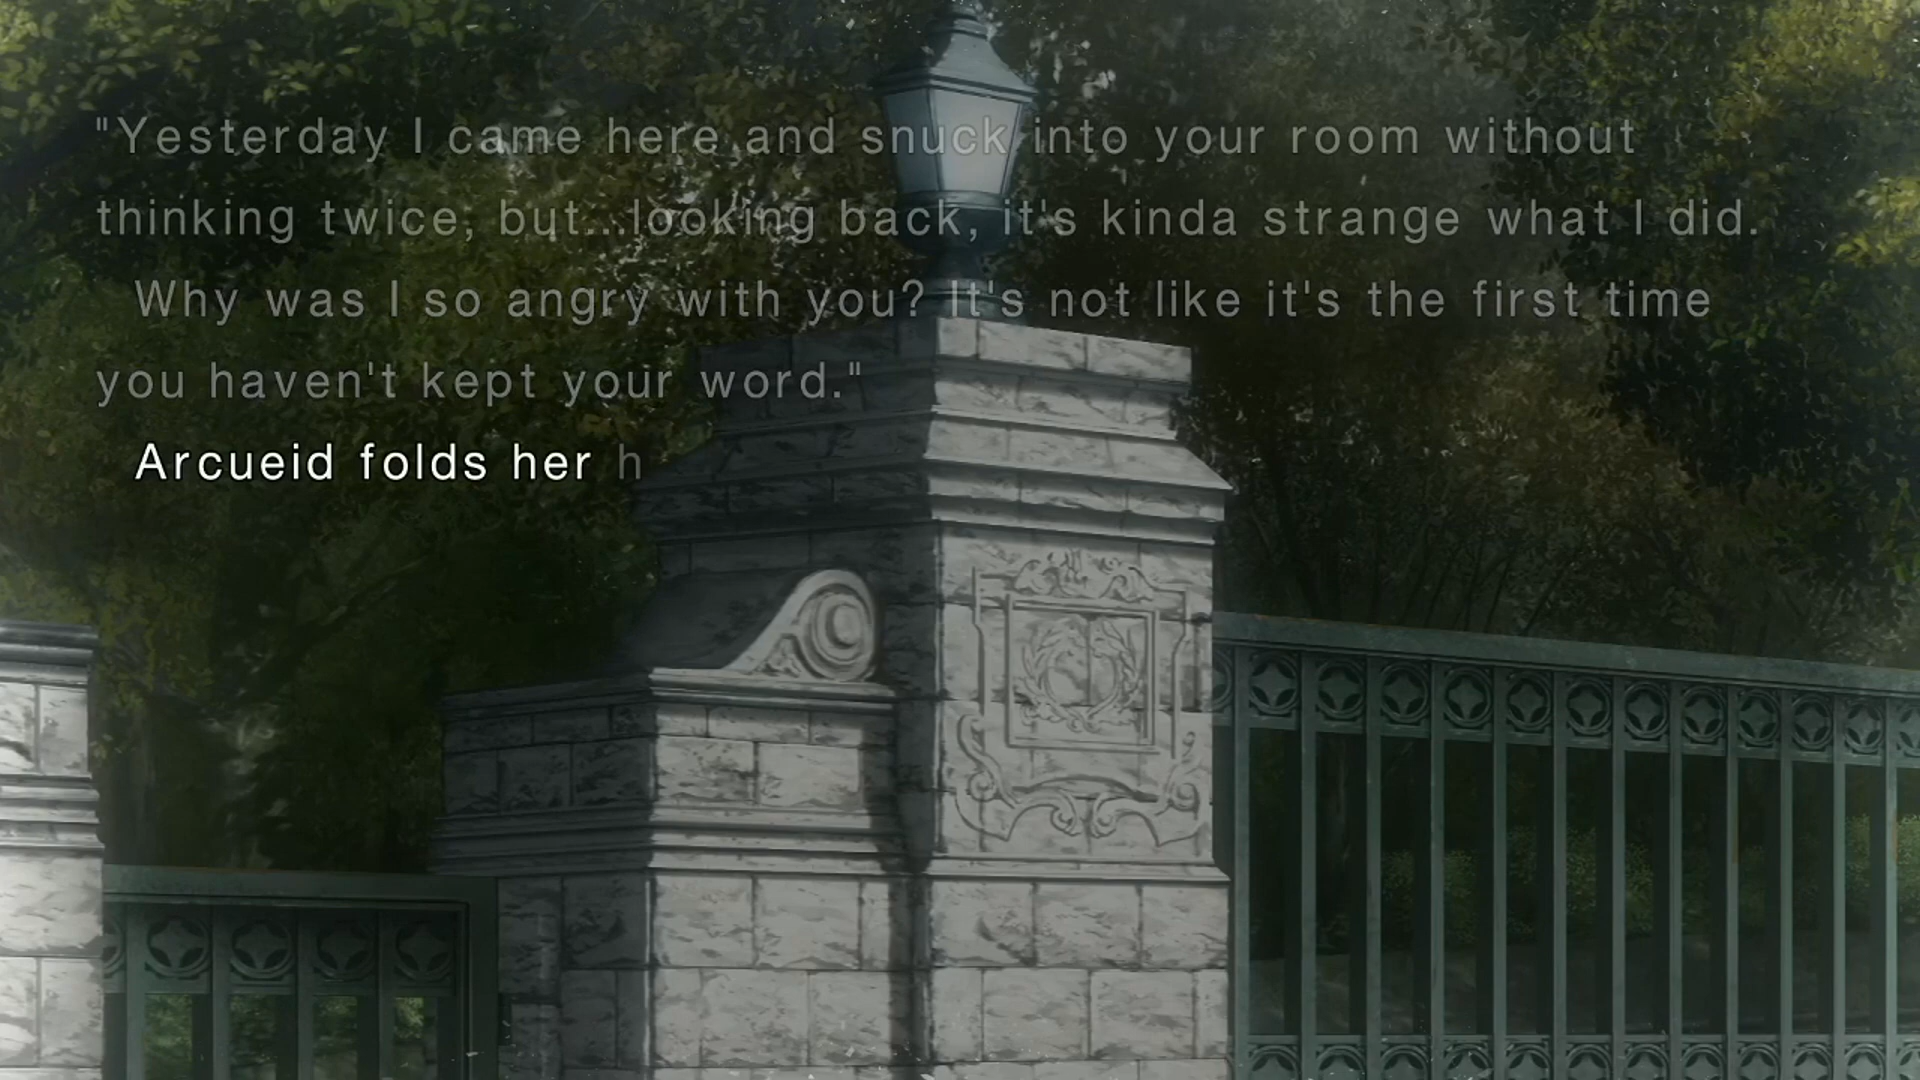 "Yesterday I came here and snuck into your room without
thinking twice, but...looking back, it's kinda strange what I did.
Why was I so angry with you? It's not like it's the first time
you haven't kept your word."
Arcueid folds her h